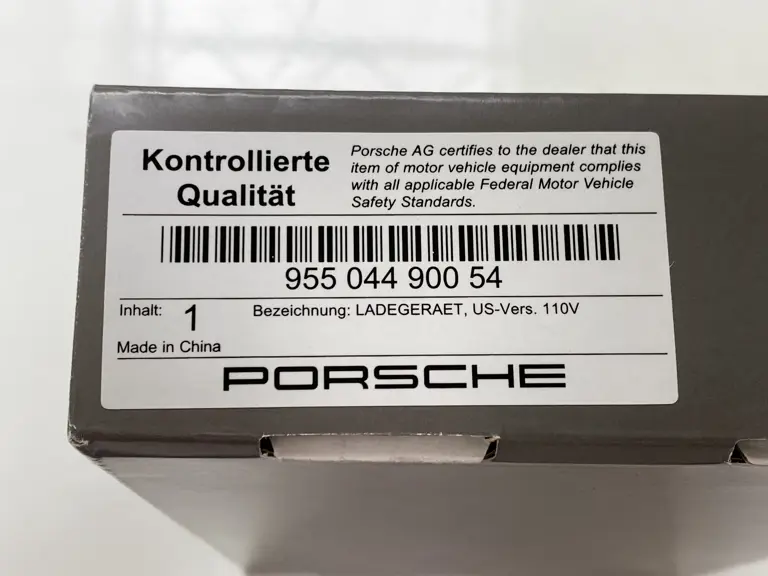 Kontrollierte
Qualität
Porsche AG certifies to the dealer that this
item of motor vehicle equipment complies
with all applicable Federal Motor Vehicle
Safety Standards.
955 044 900 54
Inhalt: 1
Bezeichnung: LADEGERAET, US-Vers. 110V
Made in China
PORSCHE